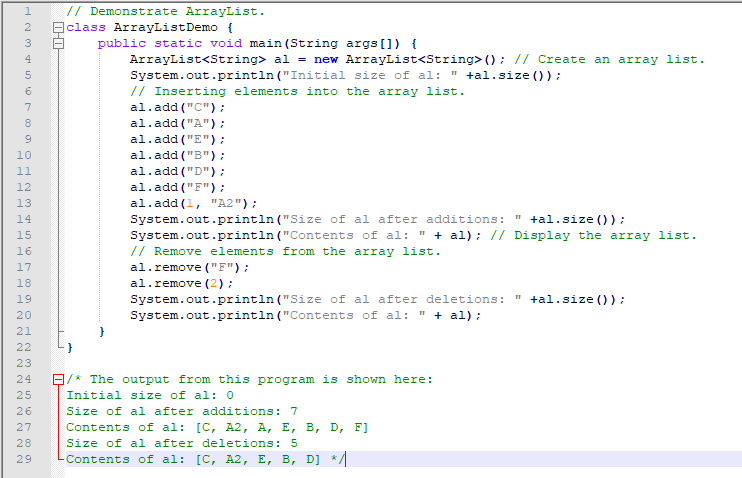 1 // Demonstrate ArrayList.
2 class ArrayListDemo {
3 public static void main(String args[]) {
4 ArrayList<String> al = new ArrayList<String>(); // Create an array list.
5 System.out.println("Initial size of al: " +al.size());
6 // Inserting elements into the array list.
7 al.add("C");
8 al.add("A");
9 al.add("E");
10 al.add("B");
11 al.add("D");
12 al.add("F");
13 al.add(1, "A2");
14 System.out.println("Size of al after additions: " +al.size());
15 System.out.println("Contents of al: " + al); // Display the array list.
16 // Remove elements from the array list.
17 al.remove("F");
18 al.remove(2);
19 System.out.println("Size of al after deletions: " +al.size());
20 System.out.println("Contents of al: " + al);
21 }
22 }
23
24 /* The output from this program is shown here:
25 Initial size of al: 0
26 Size of al after additions: 7
27 Contents of al: [C, A2, A, E, B, D, F]
28 Size of al after deletions: 5
29 Contents of al: [C, A2, E, B, D] */